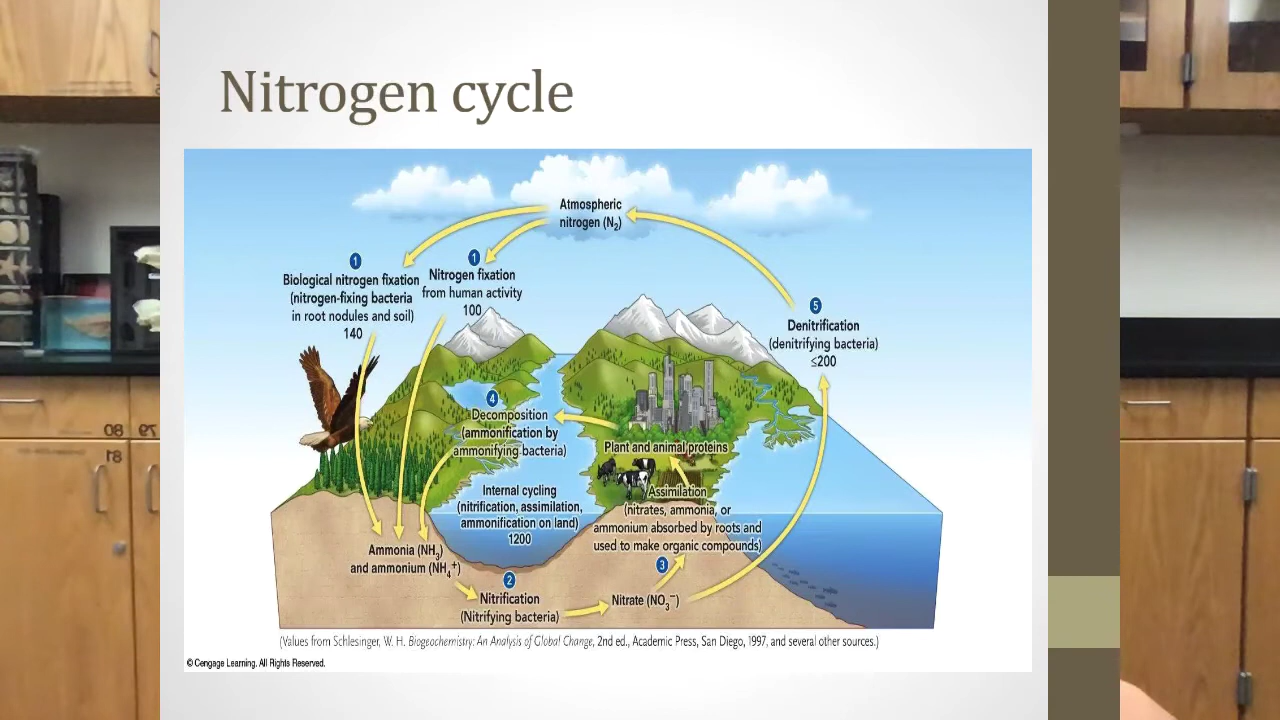 Nitrogen cycle
Atmospheric
nitrogen (N₂)
1
Biological nitrogen fixation
(nitrogen-fixing bacteria
in root nodules and soil)
140
1
Nitrogen fixation
from human activity
100
5
Denitrification
(denitrifying bacteria)
≤200
4
Decomposition
(ammonification by
ammonifying bacteria)
Plant and animal proteins
Internal cycling
(nitrification, assimilation,
ammonification on land)
1200
Assimilation
(nitrates, ammonia, or
ammonium absorbed by roots and
used to make organic compounds)
3
Ammonia (NH₃)
and ammonium (NH₄⁺)
2
Nitrification
(Nitrifying bacteria)
Nitrate (NO₃⁻)
(Values from Schlesinger, W. H. Biogeochemistry: An Analysis of Global Change, 2nd ed., Academic Press, San Diego, 1997, and several other sources.)
© Cengage Learning. All Rights Reserved.
80
79
81